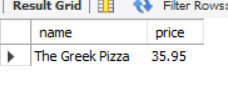 Result Grid Filter Rows:
name price
The Greek Pizza 35.95